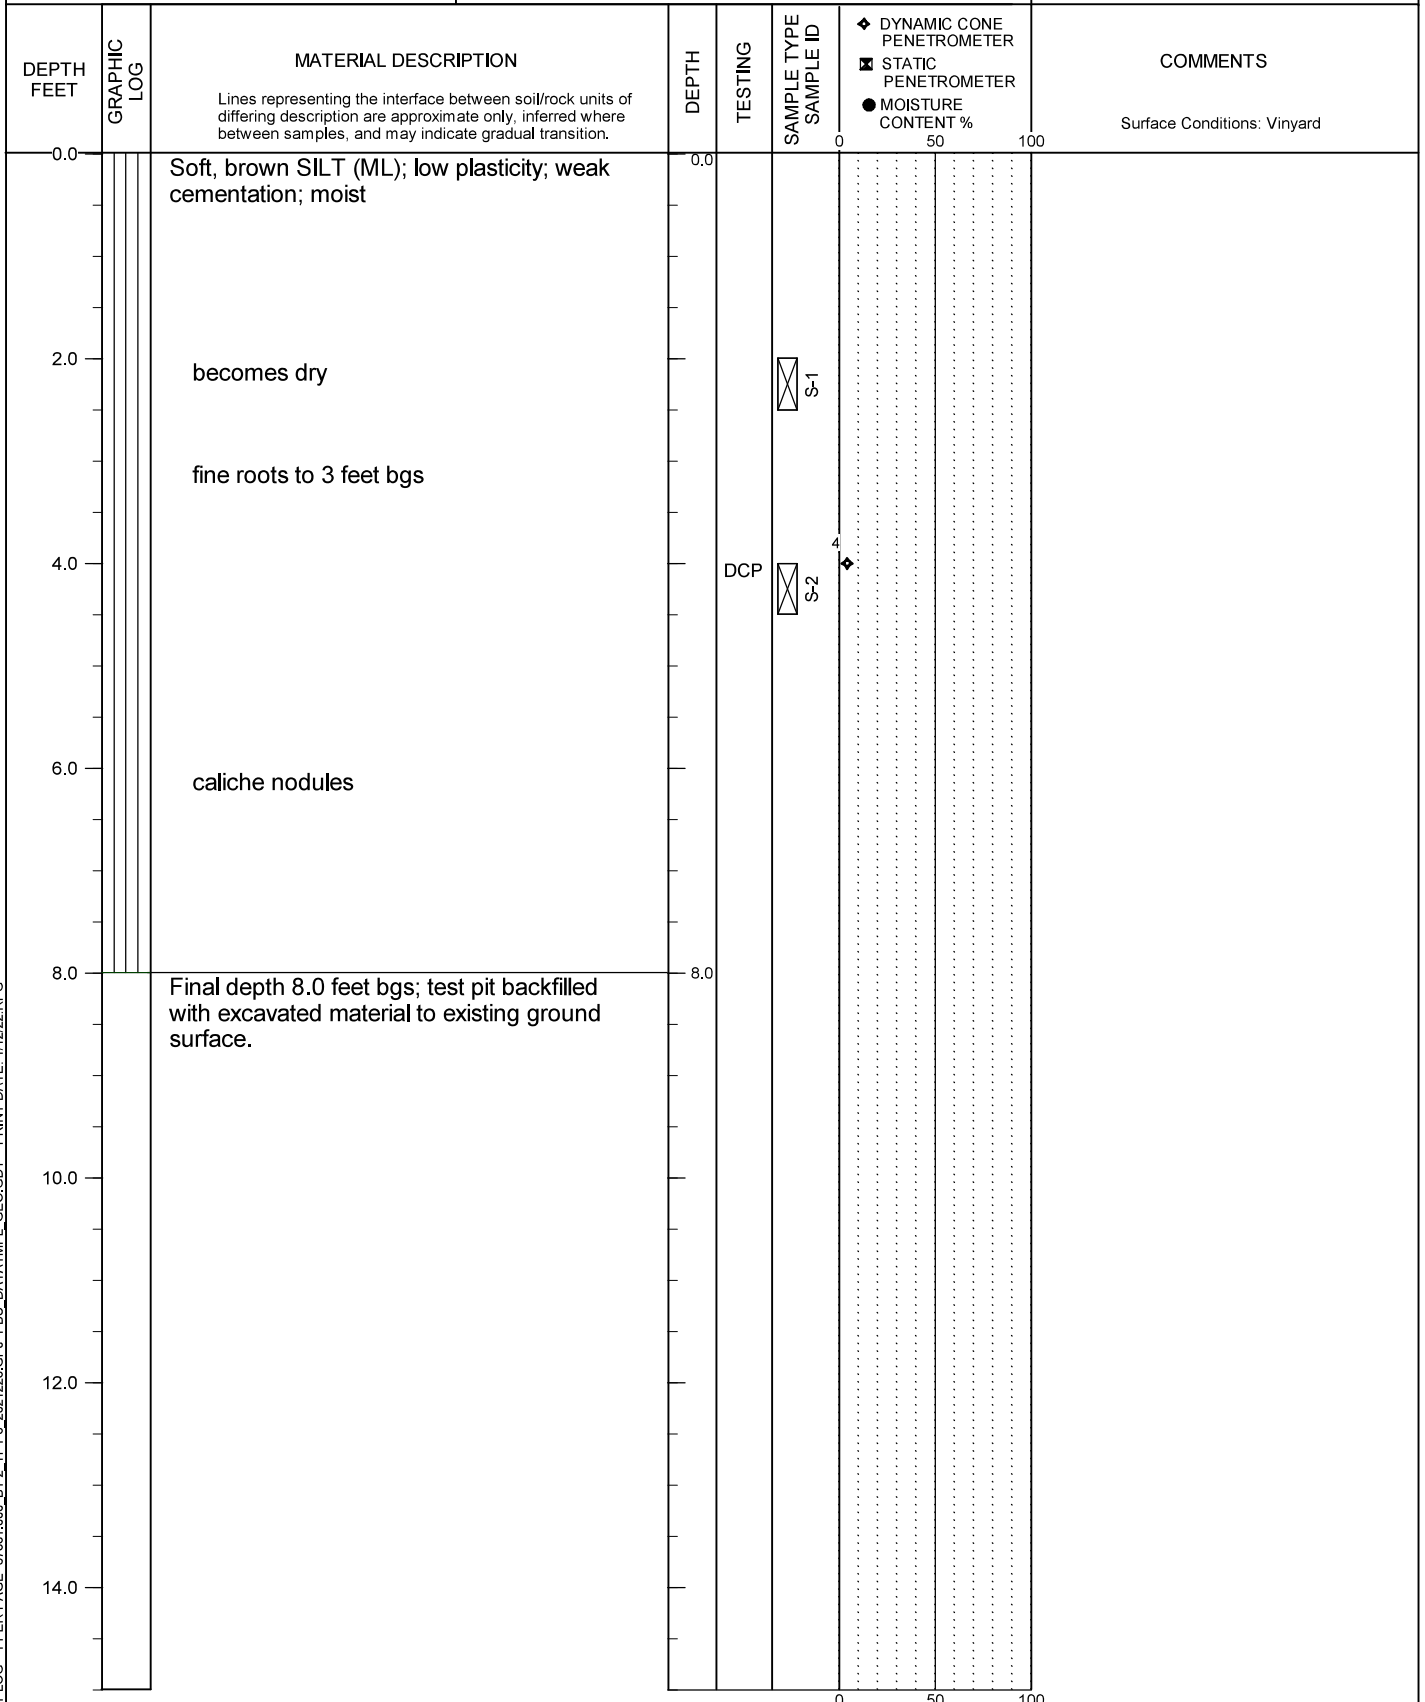 DEPTH
FEET
GRAPHIC
LOG
MATERIAL DESCRIPTION
Lines representing the interface between soil/rock units of
differing description are approximate only, inferred where
between samples, and may indicate gradual transition.
DEPTH
TESTING
SAMPLE TYPE
SAMPLE ID
DYNAMIC CONE
PENETROMETER
STATIC
PENETROMETER
MOISTURE
CONTENT %
0 50 100
COMMENTS
Surface Conditions: Vinyard
0.0
Soft, brown SILT (ML); low plasticity; weak
cementation; moist
0.0
2.0
becomes dry
S-1
fine roots to 3 feet bgs
4
4.0
DCP
S-2
6.0
caliche nodules
8.0
8.0
Final depth 8.0 feet bgs; test pit backfilled
with excavated material to existing ground
surface.
10.0
12.0
14.0
0 50 100